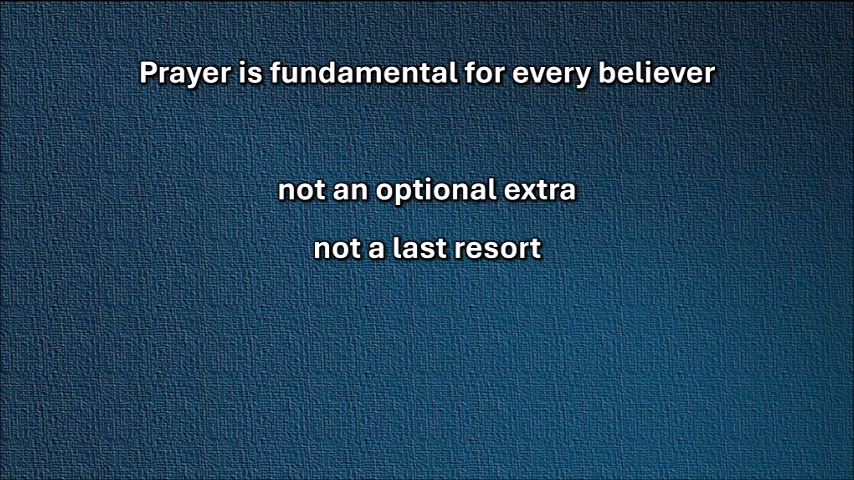 Prayer is fundamental for every believer
not an optional extra
not a last resort